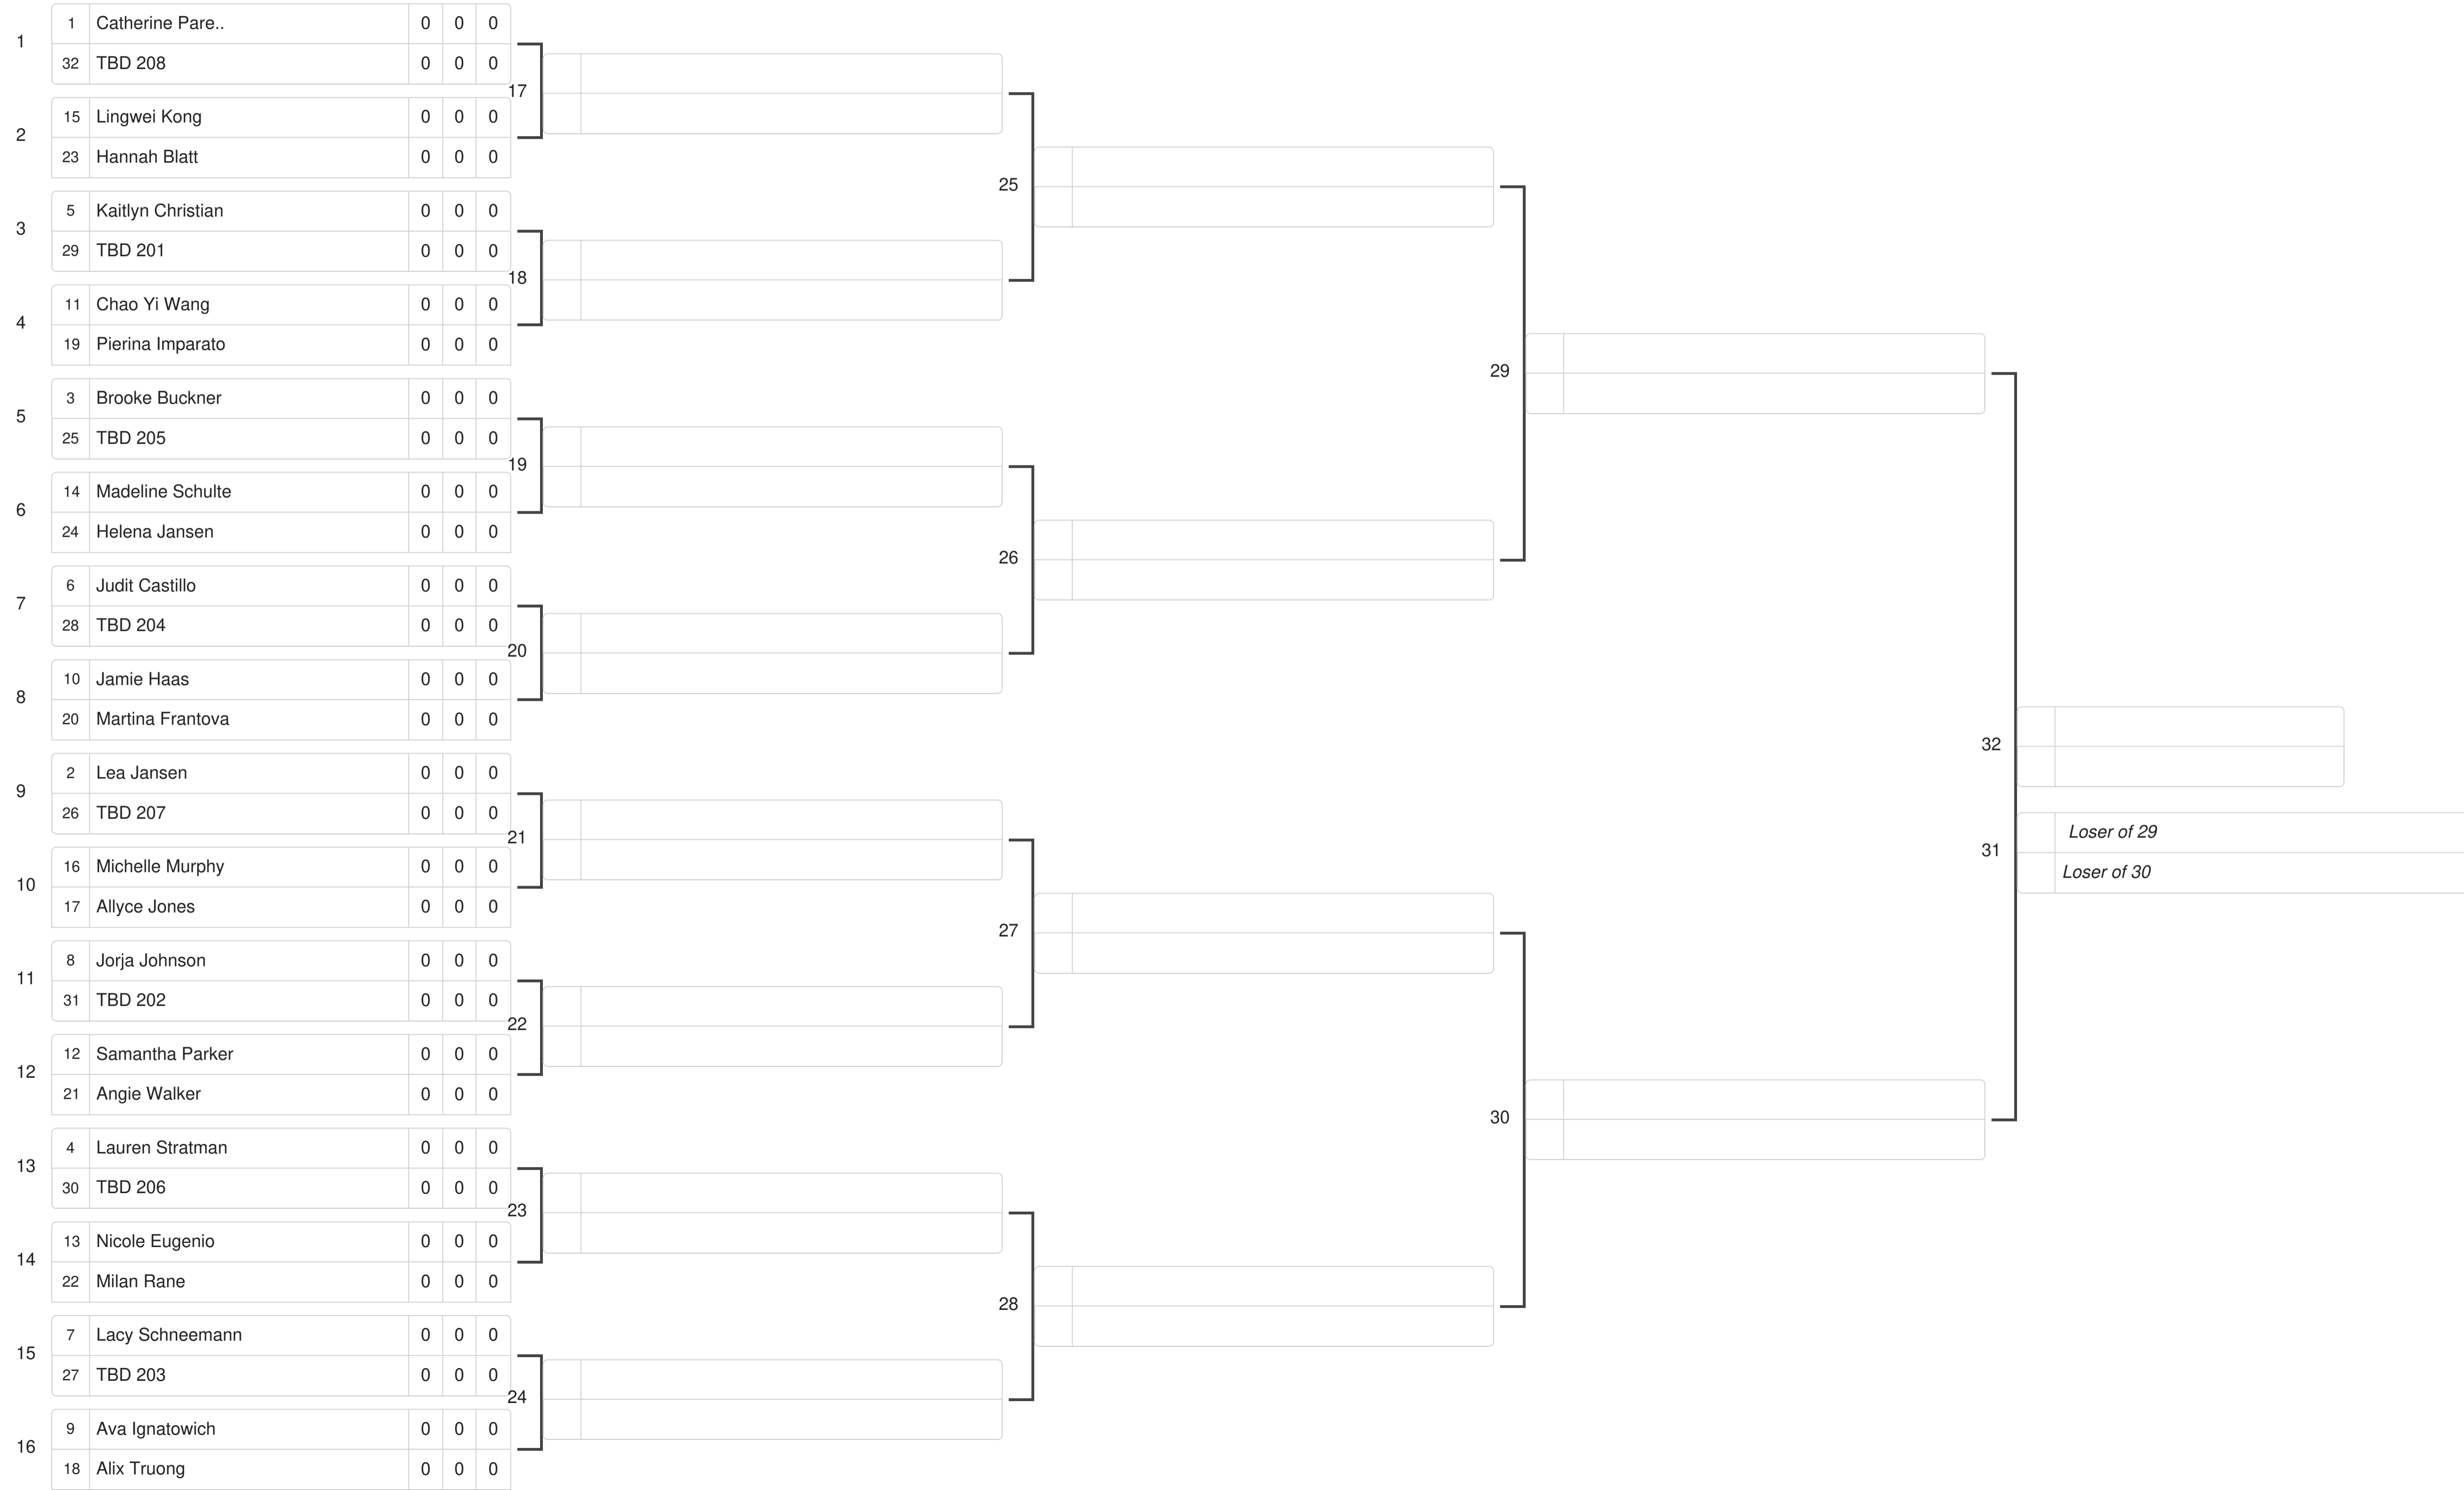 1
1 Catherine Pare.. 0 0 0
32 TBD 208 0 0 0
2
15 Lingwei Kong 0 0 0
23 Hannah Blatt 0 0 0
3
5 Kaitlyn Christian 0 0 0
29 TBD 201 0 0 0
4
11 Chao Yi Wang 0 0 0
19 Pierina Imparato 0 0 0
5
3 Brooke Buckner 0 0 0
25 TBD 205 0 0 0
6
14 Madeline Schulte 0 0 0
24 Helena Jansen 0 0 0
7
6 Judit Castillo 0 0 0
28 TBD 204 0 0 0
8
10 Jamie Haas 0 0 0
20 Martina Frantova 0 0 0
9
2 Lea Jansen 0 0 0
26 TBD 207 0 0 0
10
16 Michelle Murphy 0 0 0
17 Allyce Jones 0 0 0
11
8 Jorja Johnson 0 0 0
31 TBD 202 0 0 0
12
12 Samantha Parker 0 0 0
21 Angie Walker 0 0 0
13
4 Lauren Stratman 0 0 0
30 TBD 206 0 0 0
14
13 Nicole Eugenio 0 0 0
22 Milan Rane 0 0 0
15
7 Lacy Schneemann 0 0 0
27 TBD 203 0 0 0
16
9 Ava Ignatowich 0 0 0
18 Alix Truong 0 0 0
17
18
19
20
21
22
23
24
25
26
27
28
29
30
32
31
Loser of 29
Loser of 30